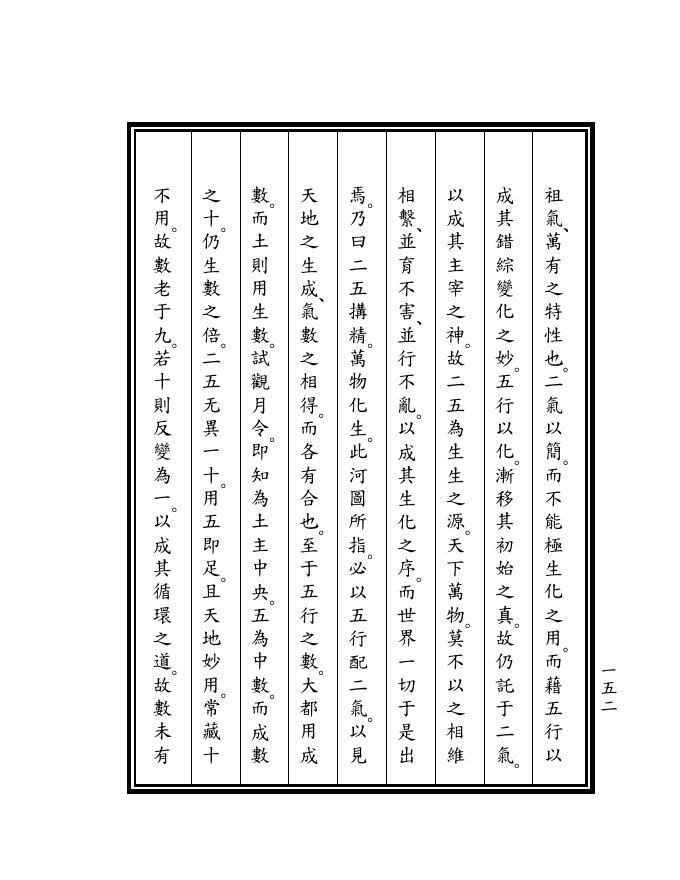 祖氣、萬有之特性也。二氣以簡。而不能極生化之用。而藉五行以
成其錯綜變化之妙。五行以化。漸移其初始之真。故仍託于二氣。
以成其主宰之神。故二五為生生之源。天下萬物。莫不以之相維
相繫、並育不害、並行不亂。以成其生化之序。而世界一切于是出
焉。乃曰二五搆精。萬物化生。此河圖所指。必以五行配二氣。以見
天地之生成、氣數之相得。而各有合也。至于五行之數。大都用成
數。而土則用生數。試觀月令。即知為土主中央。五為中數。而成數
之十。仍生數之倍。二五无異一十。用五即足。且天地妙用。常藏十
不用。故數老于九。若十則反變為一。以成其循環之道。故數未有
一五二